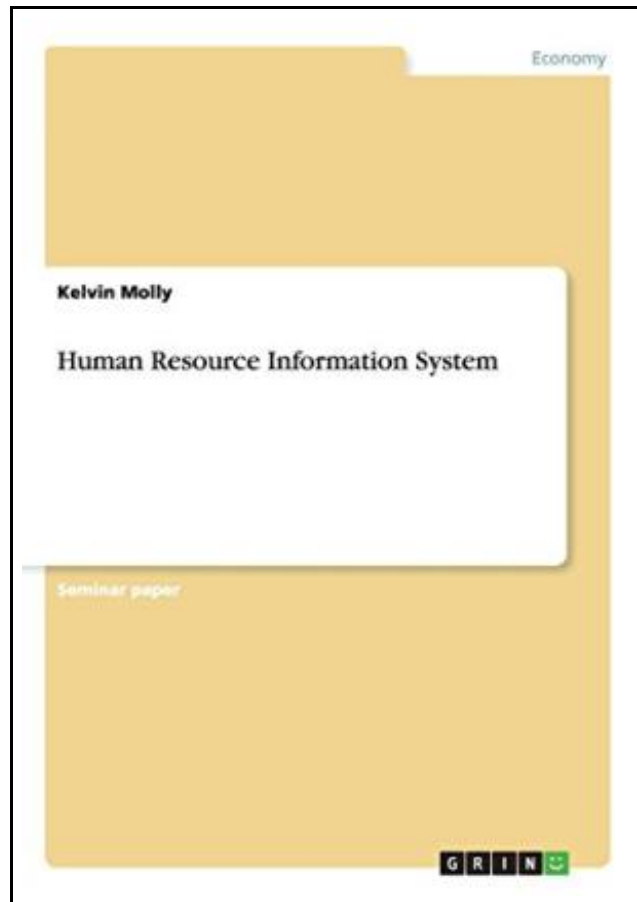 Economy
Kelvin Molly
Human Resource Information System
Seminar paper
GRIN